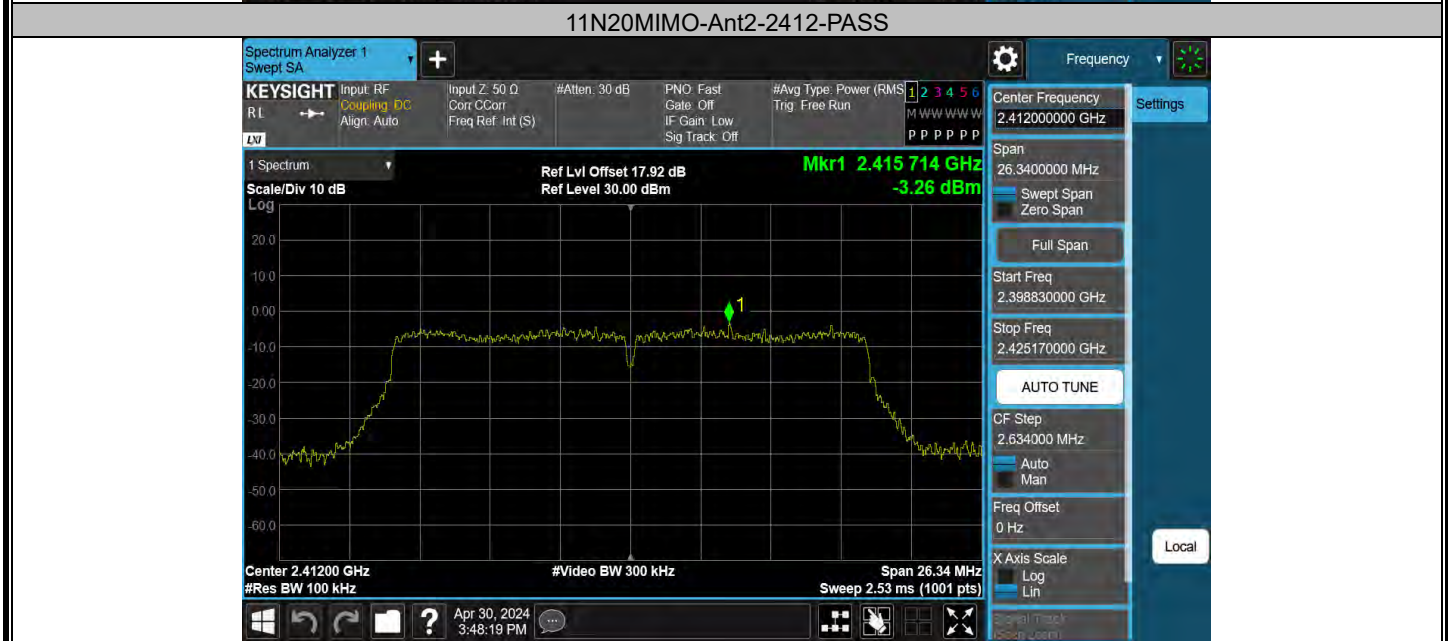 11N20MIMO-Ant2-2412-PASS
Spectrum Analyzer 1
Swept SA
+
Frequency
KEYSIGHT
RL
LXI
Input: RF
Coupling: DC
Align: Auto
Input Z: 50 Ω
Corr CCorr
Freq Ref: Int (S)
#Atten: 30 dB
PNO: Fast
Gate: Off
IF Gain: Low
Sig Track: Off
#Avg Type: Power (RMS
Trig: Free Run
1 2 3 4 5 6
M W W W W W
P P P P P P
Center Frequency
2.412000000 GHz
Settings
1 Spectrum
Ref Lvl Offset 17.92 dB
Mkr1 2.415 714 GHz
Scale/Div 10 dB
Ref Level 30.00 dBm
-3.26 dBm
Log
20.0
10.0
0.00
-10.0
-20.0
-30.0
-40.0
-50.0
-60.0
1
Span
26.3400000 MHz
Swept Span
Zero Span
Full Span
Start Freq
2.398830000 GHz
Stop Freq
2.425170000 GHz
AUTO TUNE
CF Step
2.634000 MHz
Auto
Man
Freq Offset
0 Hz
X Axis Scale
Log
Lin
Signal Track
(Span Zoom)
Local
Center 2.41200 GHz
#Video BW 300 kHz
Span 26.34 MHz
#Res BW 100 kHz
Sweep 2.53 ms (1001 pts)
?
Apr 30, 2024
3:48:19 PM